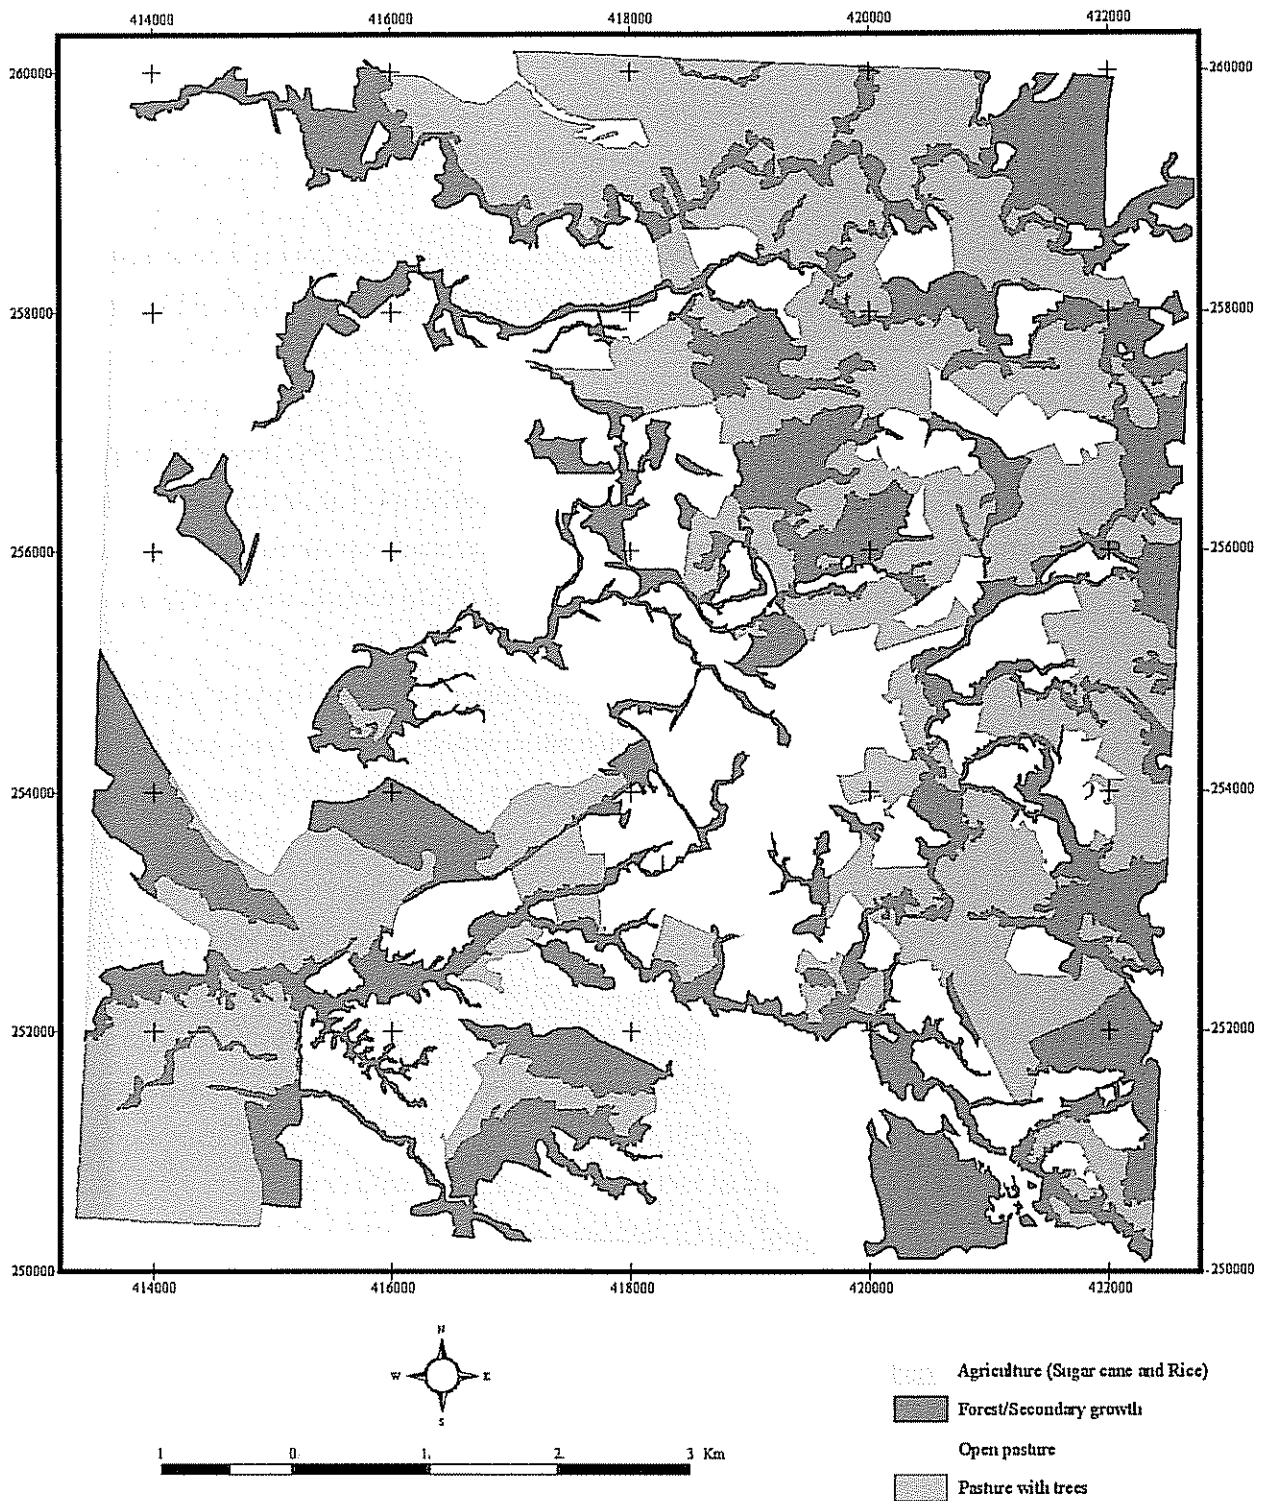 414000 416000 418000 420000 422000
260000 260000
258000 258000
256000 256000
254000 254000
252000 252000
250000 250000
414000 416000 418000 420000 422000
N
W E
S
Agriculture (Sugar cane and Rice)
Forest/Secondary growth
Open pasture
Pasture with trees
1 0 1 2 3 Km